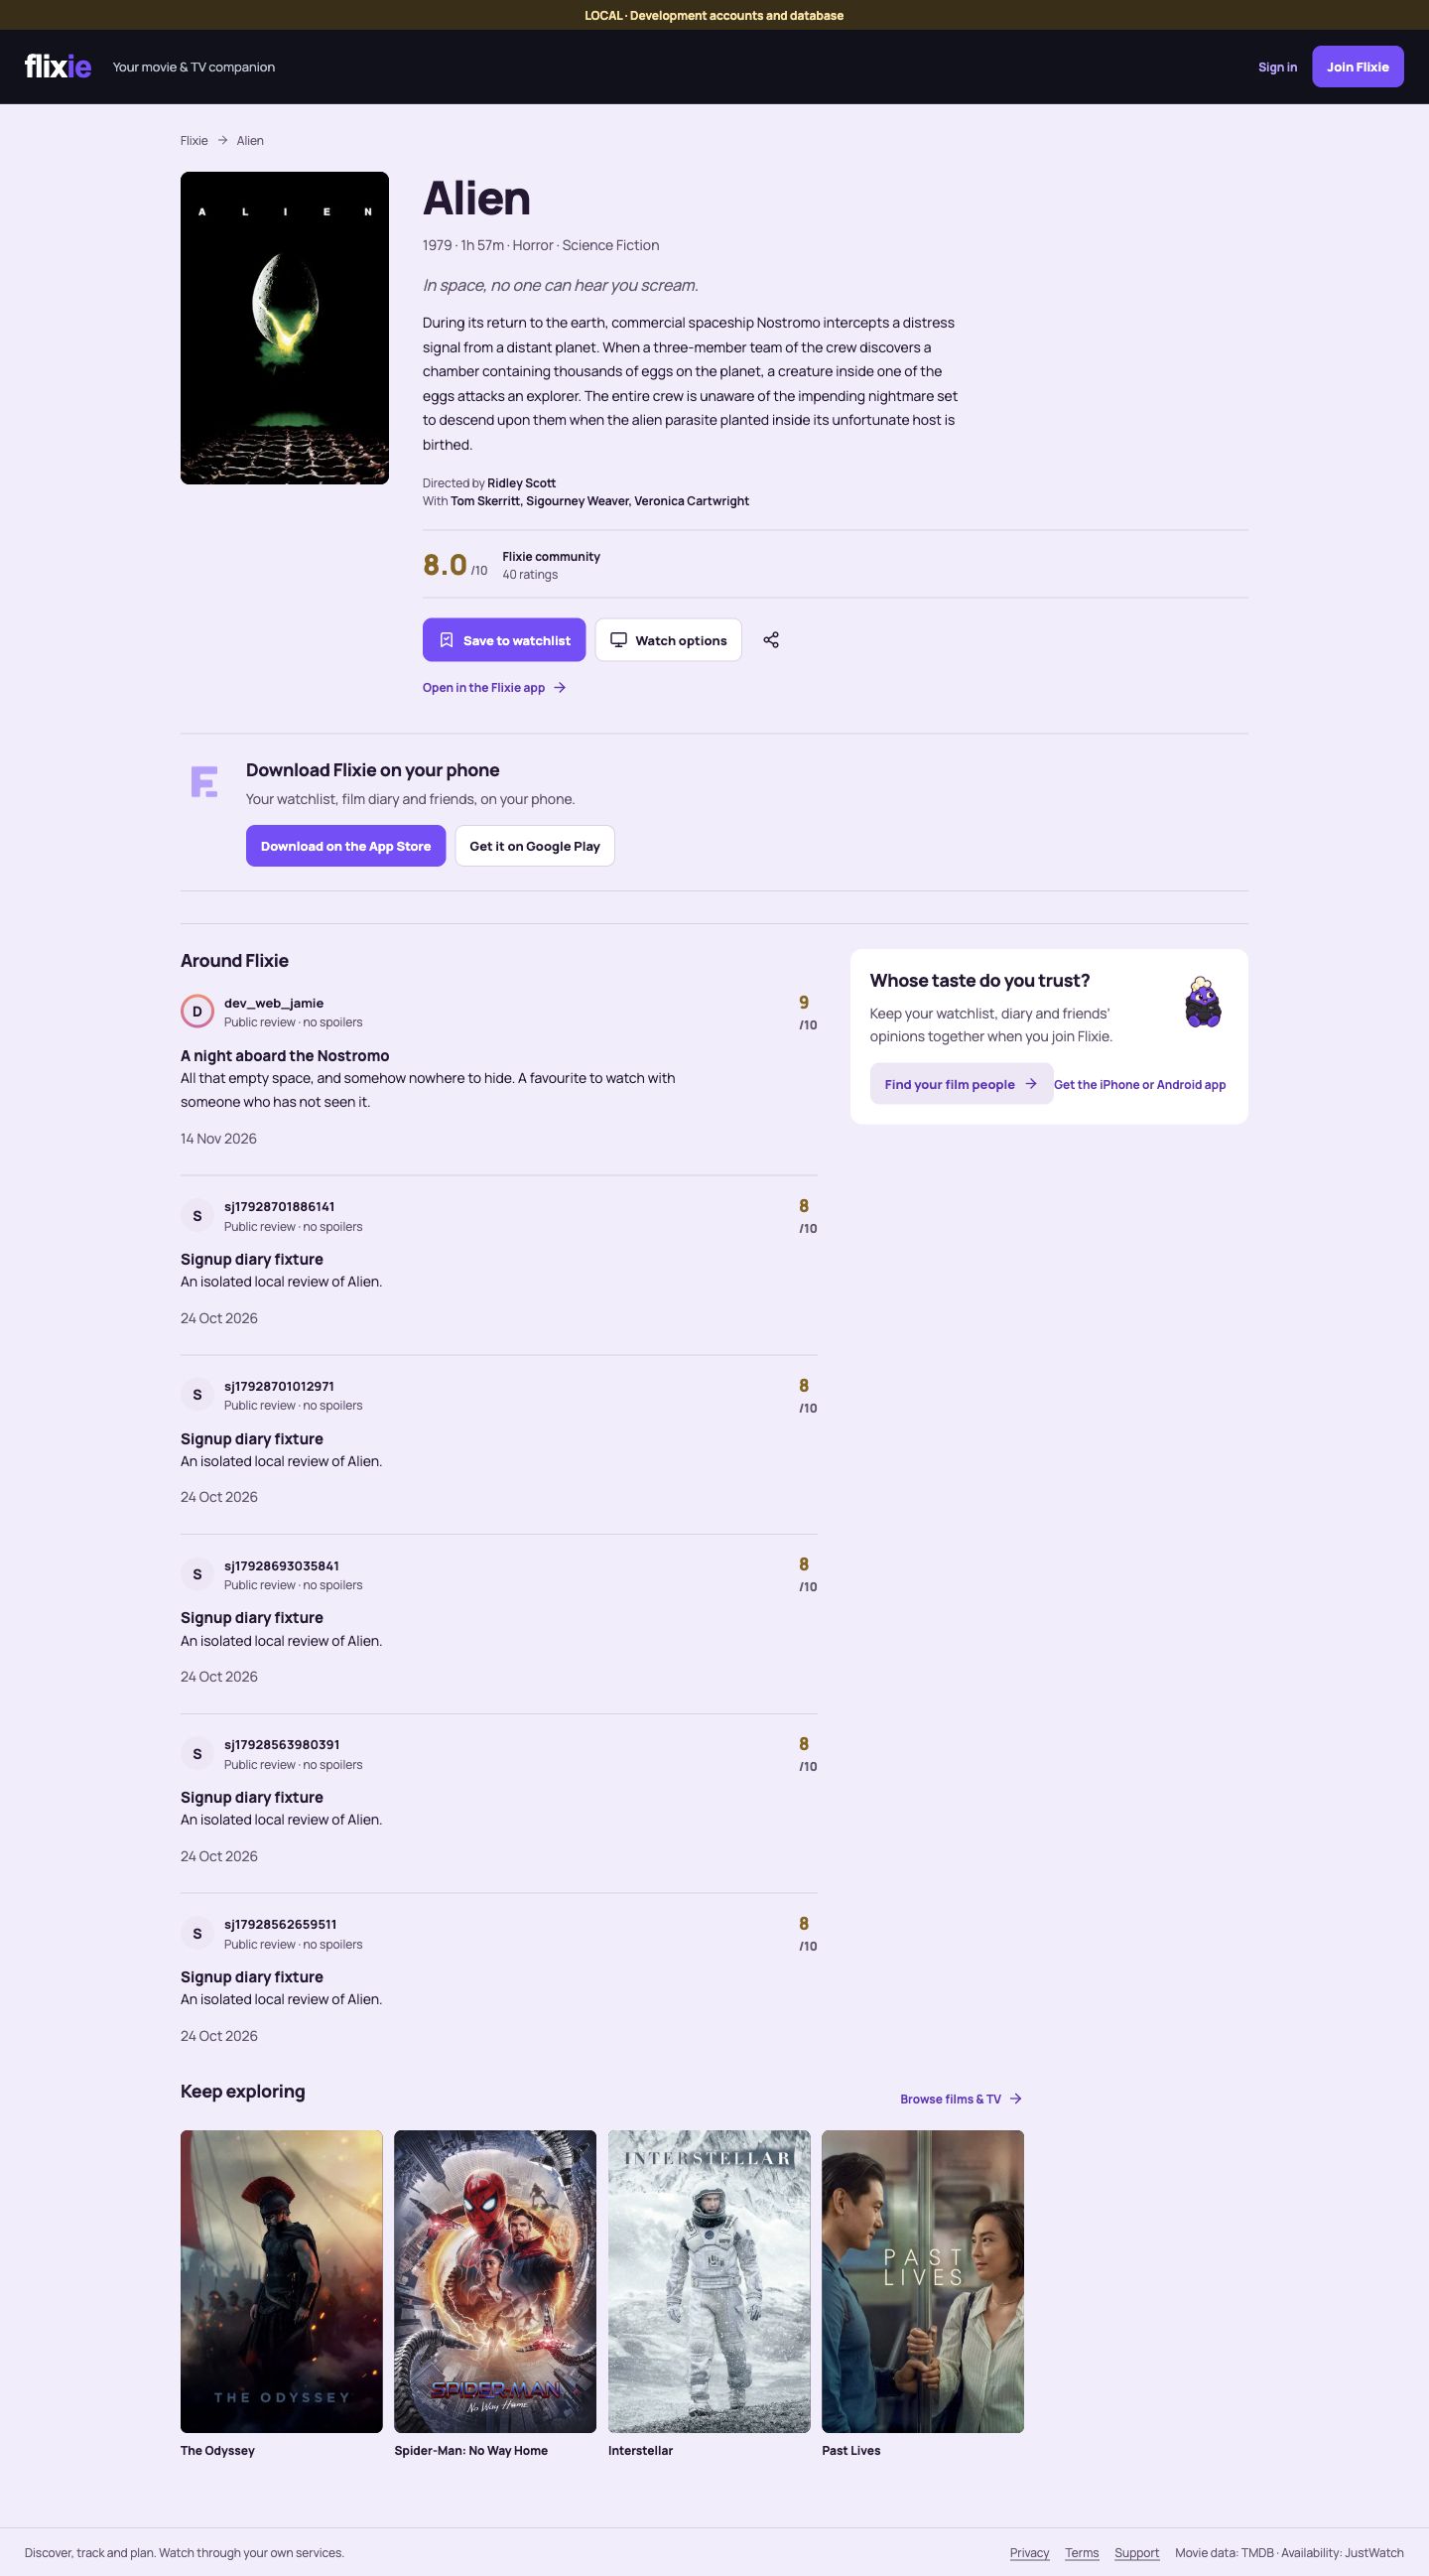 LOCAL · Development accounts and database
flixie
Your movie & TV companion
Sign in
Join Flixie
Flixie → Alien
A L I E N
Alien
1979 · 1h 57m · Horror · Science Fiction
In space, no one can hear you scream.
During its return to the earth, commercial spaceship Nostromo intercepts a distress
signal from a distant planet. When a three-member team of the crew discovers a
chamber containing thousands of eggs on the planet, a creature inside one of the
eggs attacks an explorer. The entire crew is unaware of the impending nightmare set
to descend upon them when the alien parasite planted inside its unfortunate host is
birthed.
Directed by Ridley Scott
With Tom Skerritt, Sigourney Weaver, Veronica Cartwright
8.0 /10
Flixie community
40 ratings
Save to watchlist
Watch options
Open in the Flixie app →
Download Flixie on your phone
Your watchlist, film diary and friends, on your phone.
Download on the App Store
Get it on Google Play
Around Flixie
D
dev_web_jamie
Public review · no spoilers
9
/10
A night aboard the Nostromo
All that empty space, and somehow nowhere to hide. A favourite to watch with
someone who has not seen it.
14 Nov 2026
S
sj17928701886141
Public review · no spoilers
8
/10
Signup diary fixture
An isolated local review of Alien.
24 Oct 2026
S
sj17928701012971
Public review · no spoilers
8
/10
Signup diary fixture
An isolated local review of Alien.
24 Oct 2026
S
sj17928693035841
Public review · no spoilers
8
/10
Signup diary fixture
An isolated local review of Alien.
24 Oct 2026
S
sj17928563980391
Public review · no spoilers
8
/10
Signup diary fixture
An isolated local review of Alien.
24 Oct 2026
S
sj17928562659511
Public review · no spoilers
8
/10
Signup diary fixture
An isolated local review of Alien.
24 Oct 2026
Whose taste do you trust?
Keep your watchlist, diary and friends'
opinions together when you join Flixie.
Find your film people →
Get the iPhone or Android app
Keep exploring
Browse films & TV →
THE ODYSSEY
SPIDER-MAN
No Way Home
INTERSTELLAR
PAST
LIVES
The Odyssey
Spider-Man: No Way Home
Interstellar
Past Lives
Discover, track and plan. Watch through your own services.
Privacy
Terms
Support
Movie data: TMDB · Availability: JustWatch